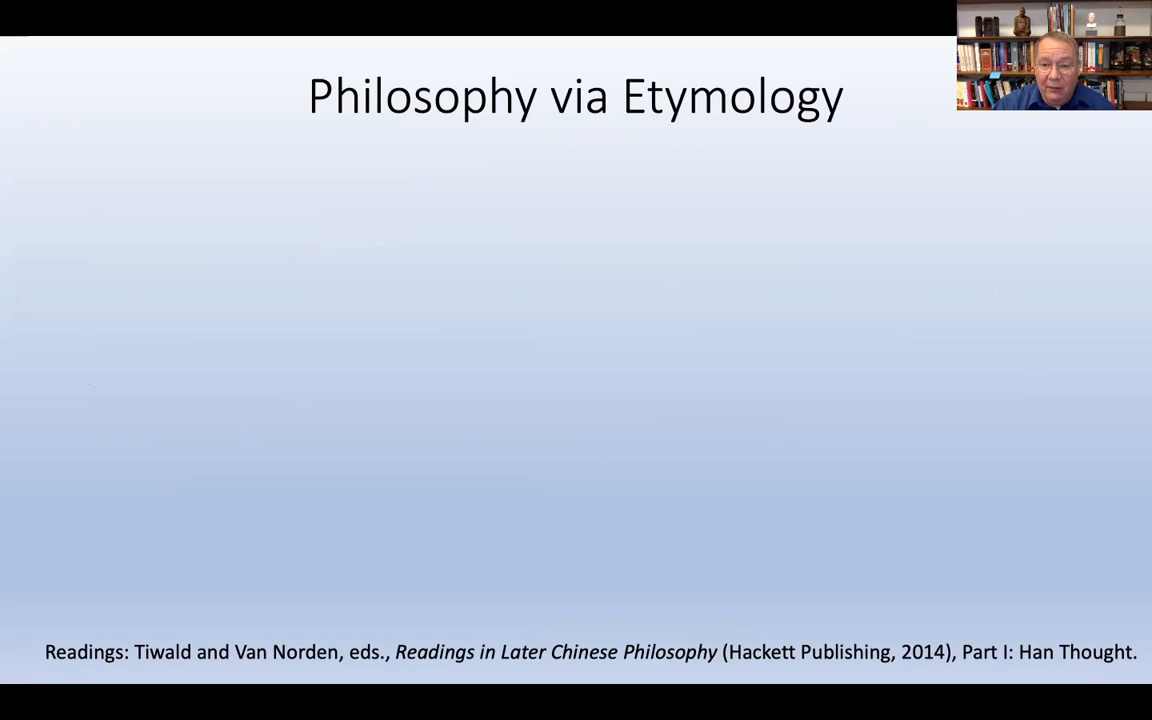 Philosophy via Etymology
Readings: Tiwald and Van Norden, eds., Readings in Later Chinese Philosophy (Hackett Publishing, 2014), Part I: Han Thought.